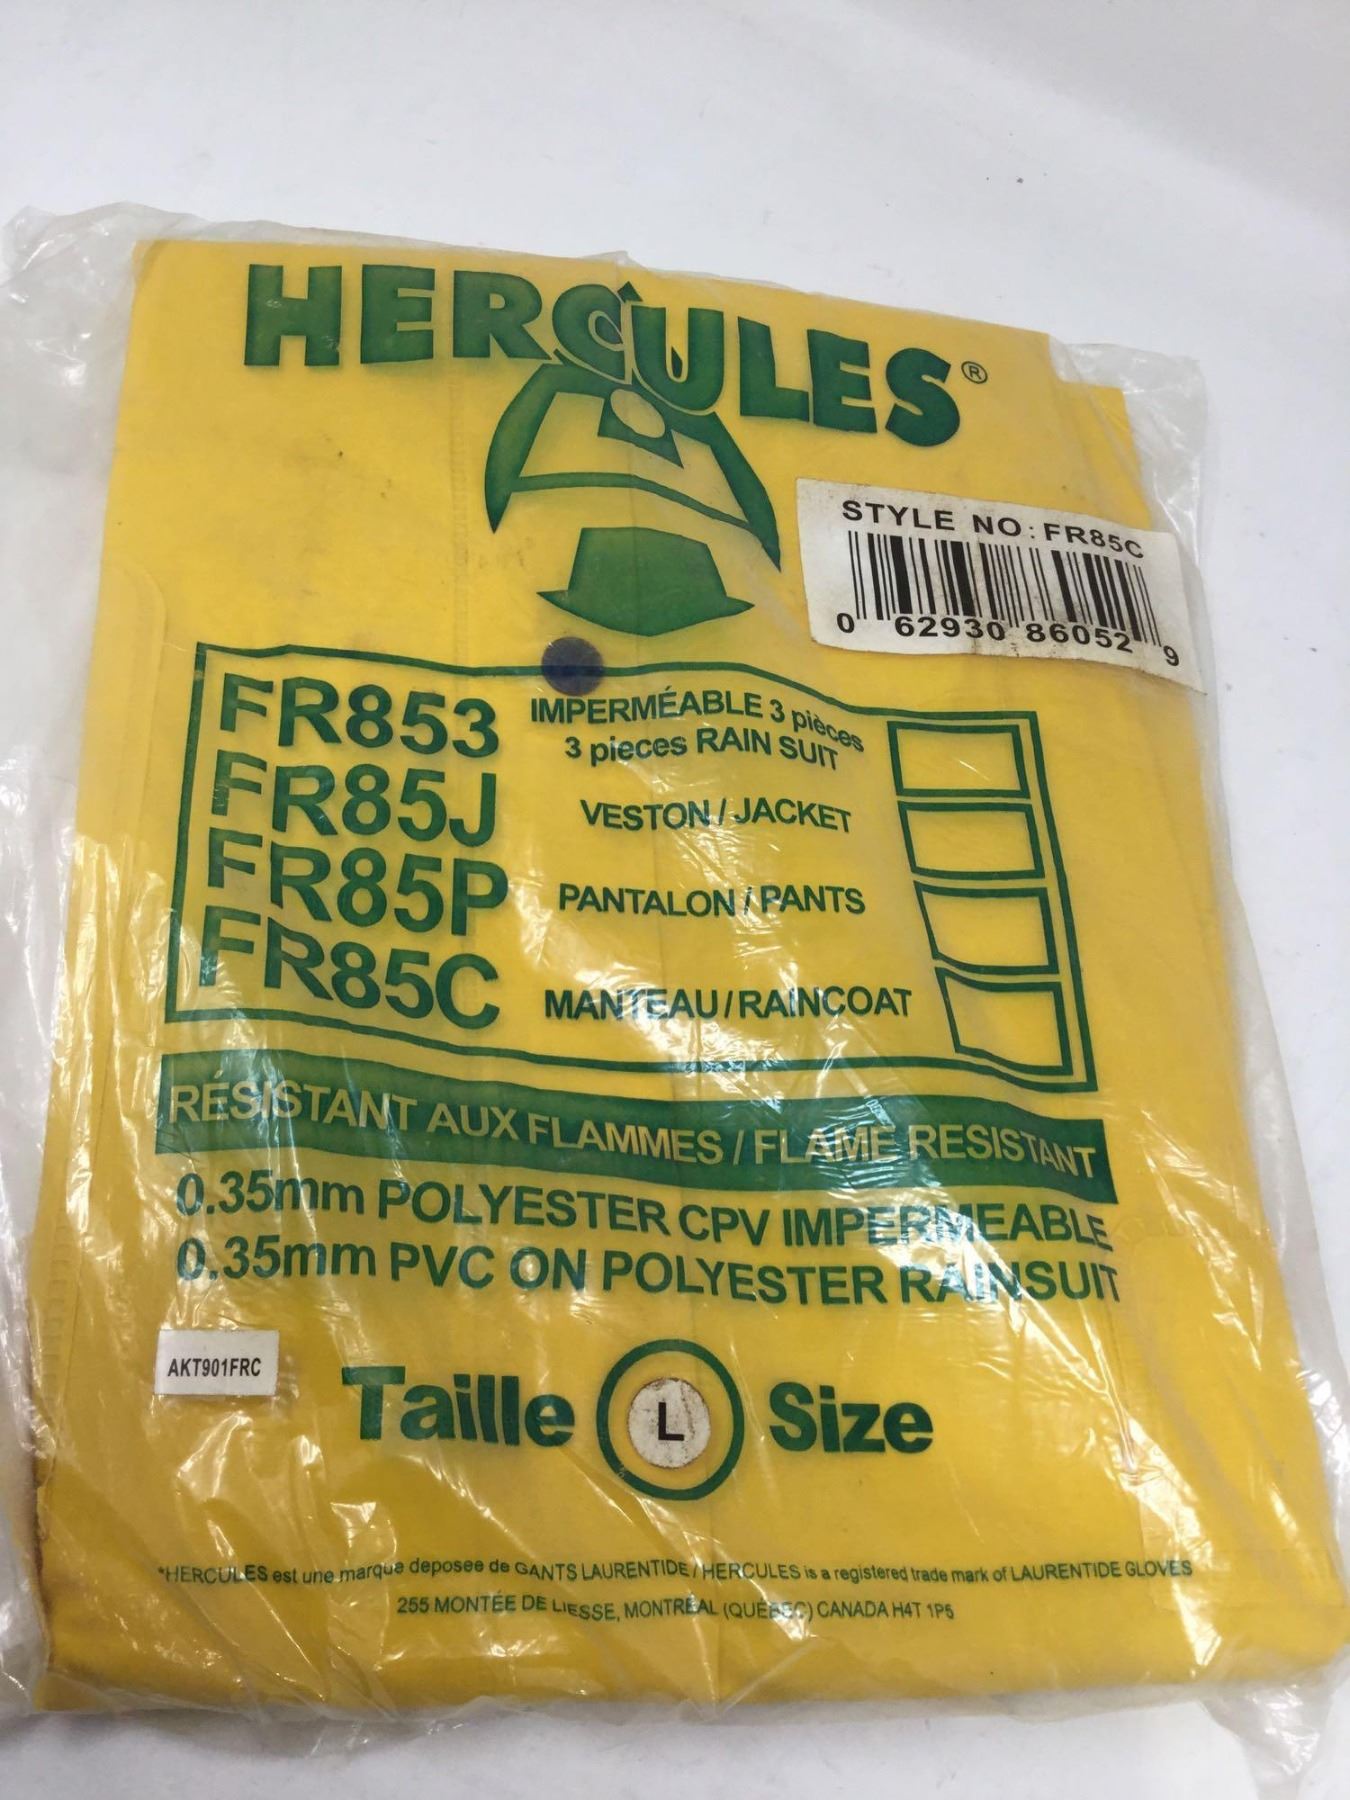 HERCULES®
STYLE NO: FR85C
0 62930 86052 9
FR853 IMPERMÉABLE 3 pièces
3 pieces RAIN SUIT
FR85J VESTON / JACKET
FR85P PANTALON / PANTS
FR85C MANTEAU / RAINCOAT
RÉSISTANT AUX FLAMMES / FLAME RESISTANT
0.35mm POLYESTER CPV IMPERMEABLE
0.35mm PVC ON POLYESTER RAINSUIT
AKT901FRC
Taille L Size
*HERCULES est une marque deposee de GANTS LAURENTIDE / HERCULES is a registered trade mark of LAURENTIDE GLOVES
255 MONTÉE DE LIESSE, MONTRÉAL (QUÉBEC) CANADA H4T 1P5